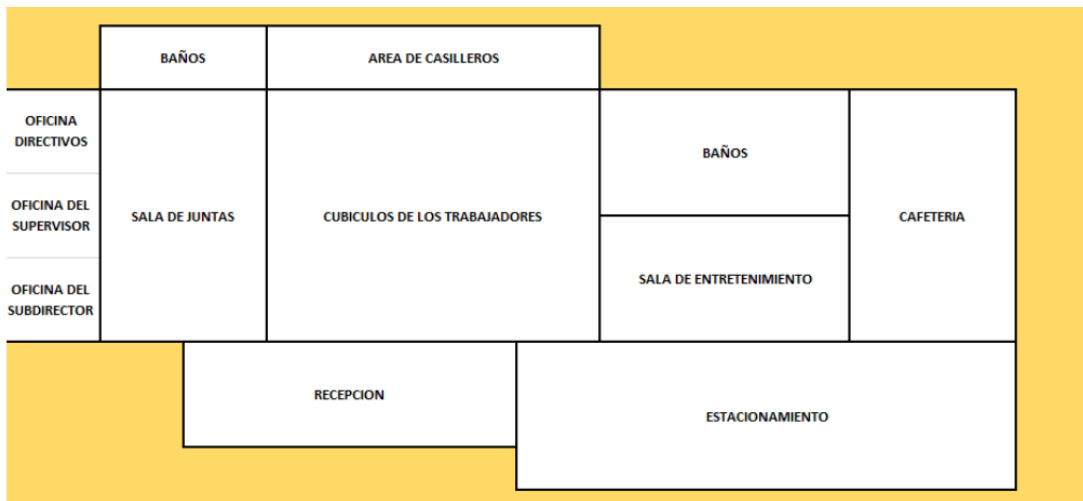 BAÑOS
AREA DE CASILLEROS
OFICINA
DIRECTIVOS
BAÑOS
OFICINA DEL
SUPERVISOR
SALA DE JUNTAS
CUBICULOS DE LOS TRABAJADORES
CAFETERIA
SALA DE ENTRETENIMIENTO
OFICINA DEL
SUBDIRECTOR
RECEPCION
ESTACIONAMIENTO